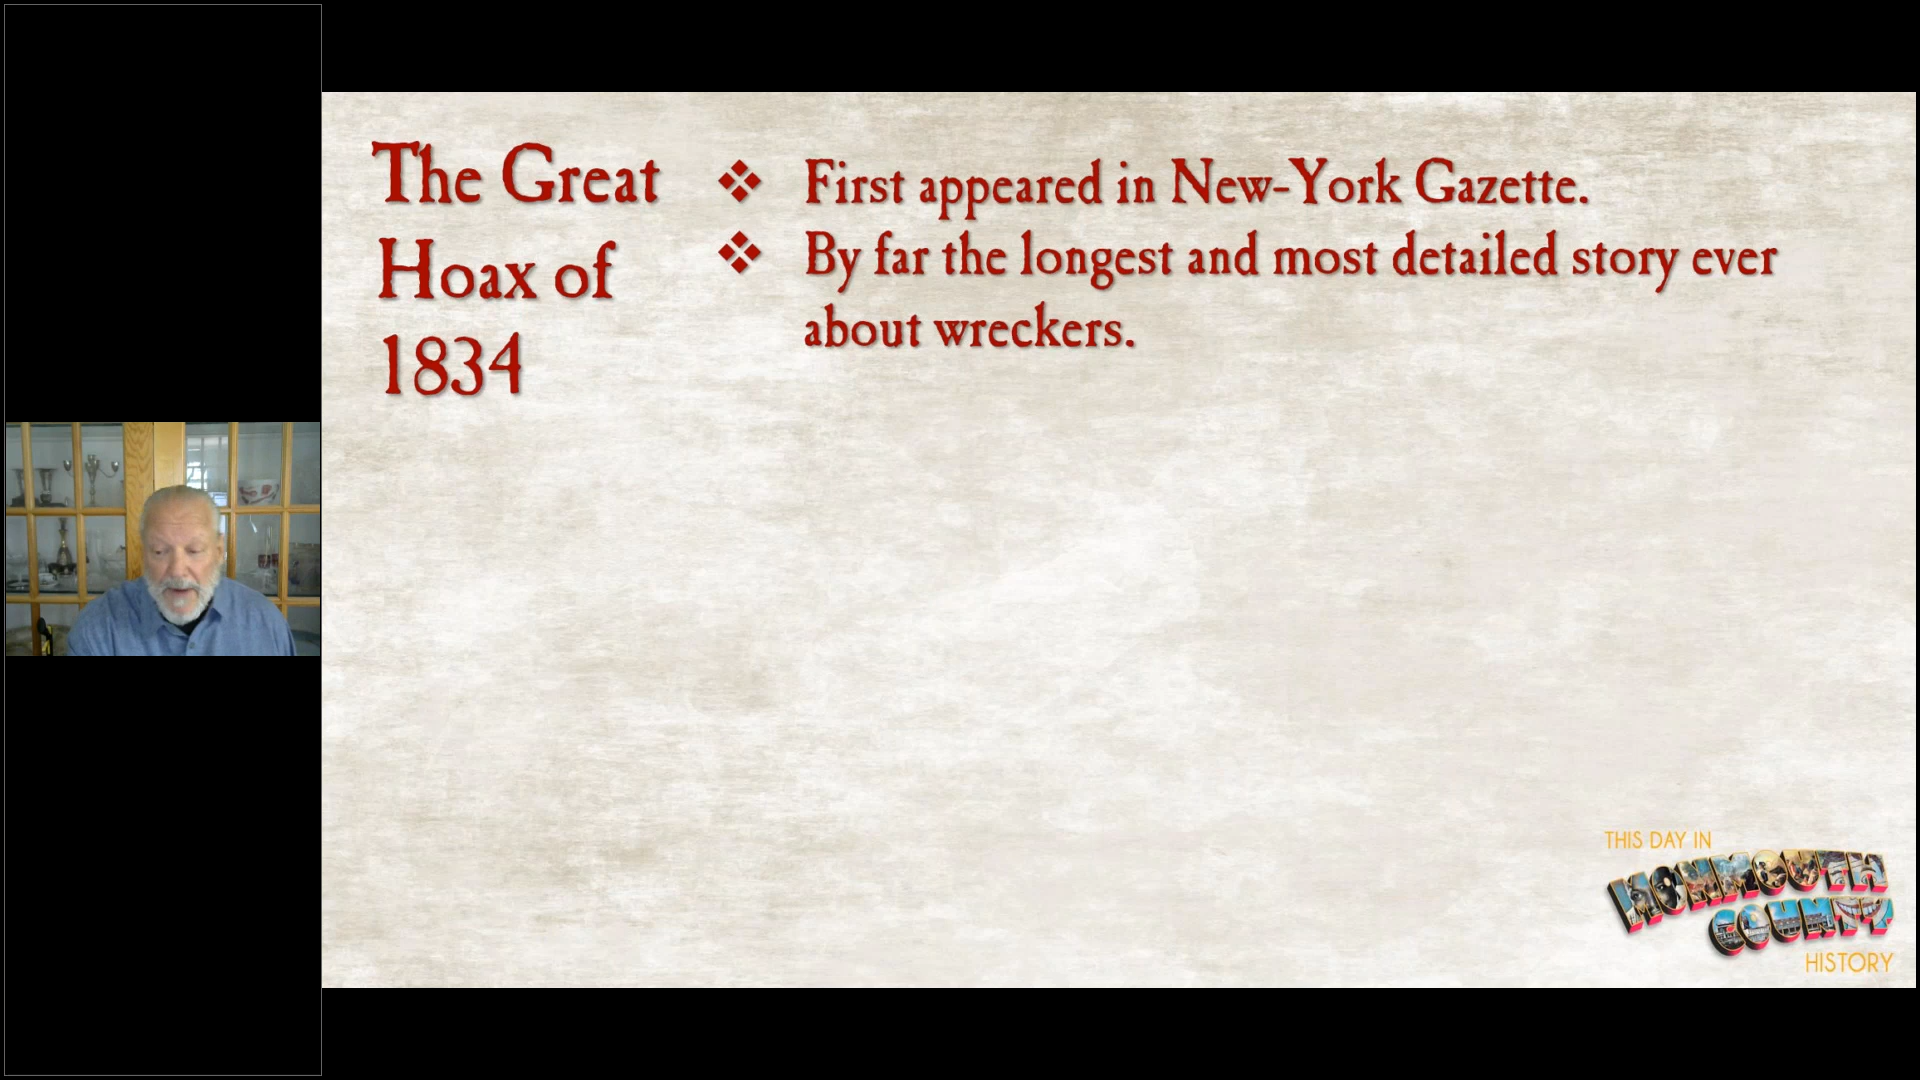 The Great
Hoax of
1834
❖ First appeared in New-York Gazette.
❖ By far the longest and most detailed story ever
about wreckers.
THIS DAY IN
MONMOUTH
COUNTY
HISTORY